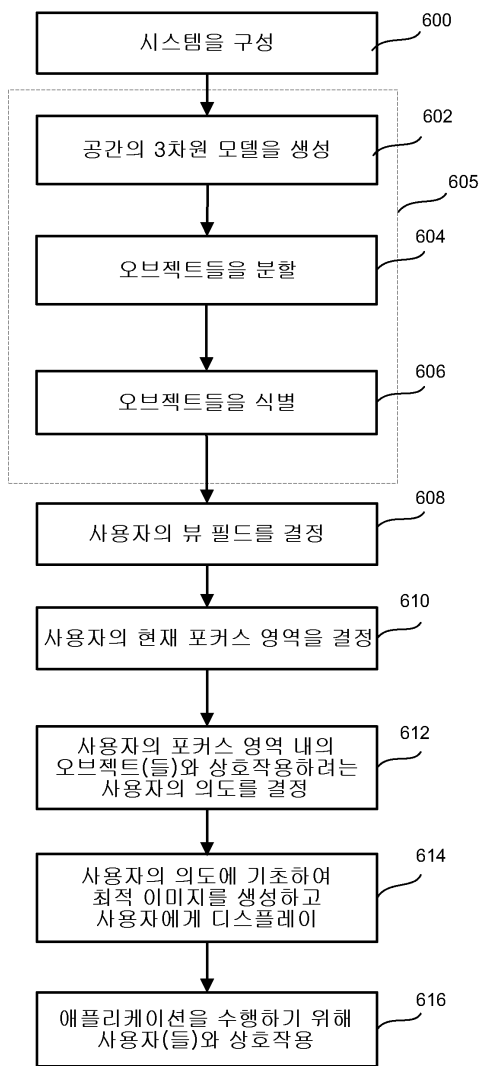 시스템을 구성
600
공간의 3차원 모델을 생성
602
605
오브젝트들을 분할
604
오브젝트들을 식별
606
사용자의 뷰 필드를 결정
608
사용자의 현재 포커스 영역을 결정
610
사용자의 포커스 영역 내의
오브젝트(들)와 상호작용하려는
사용자의 의도를 결정
612
사용자의 의도에 기초하여
최적 이미지를 생성하고
사용자에게 디스플레이
614
애플리케이션을 수행하기 위해
사용자(들)와 상호작용
616